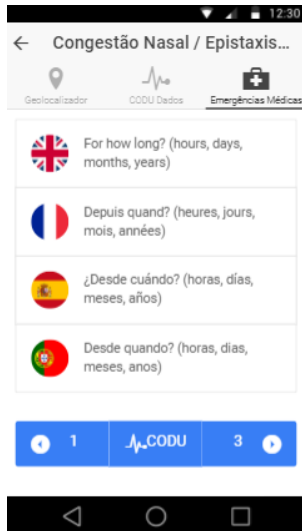 12:30
Congestão Nasal / Epistaxis...
Geolocalizador
CODU Dados
Emergências Médicas
For how long? (hours, days,
months, years)
Depuis quand? (heures, jours,
mois, années)
¿Desde cuándo? (horas, días,
meses, años)
Desde quando? (horas, dias,
meses, anos)
1
CODU
3